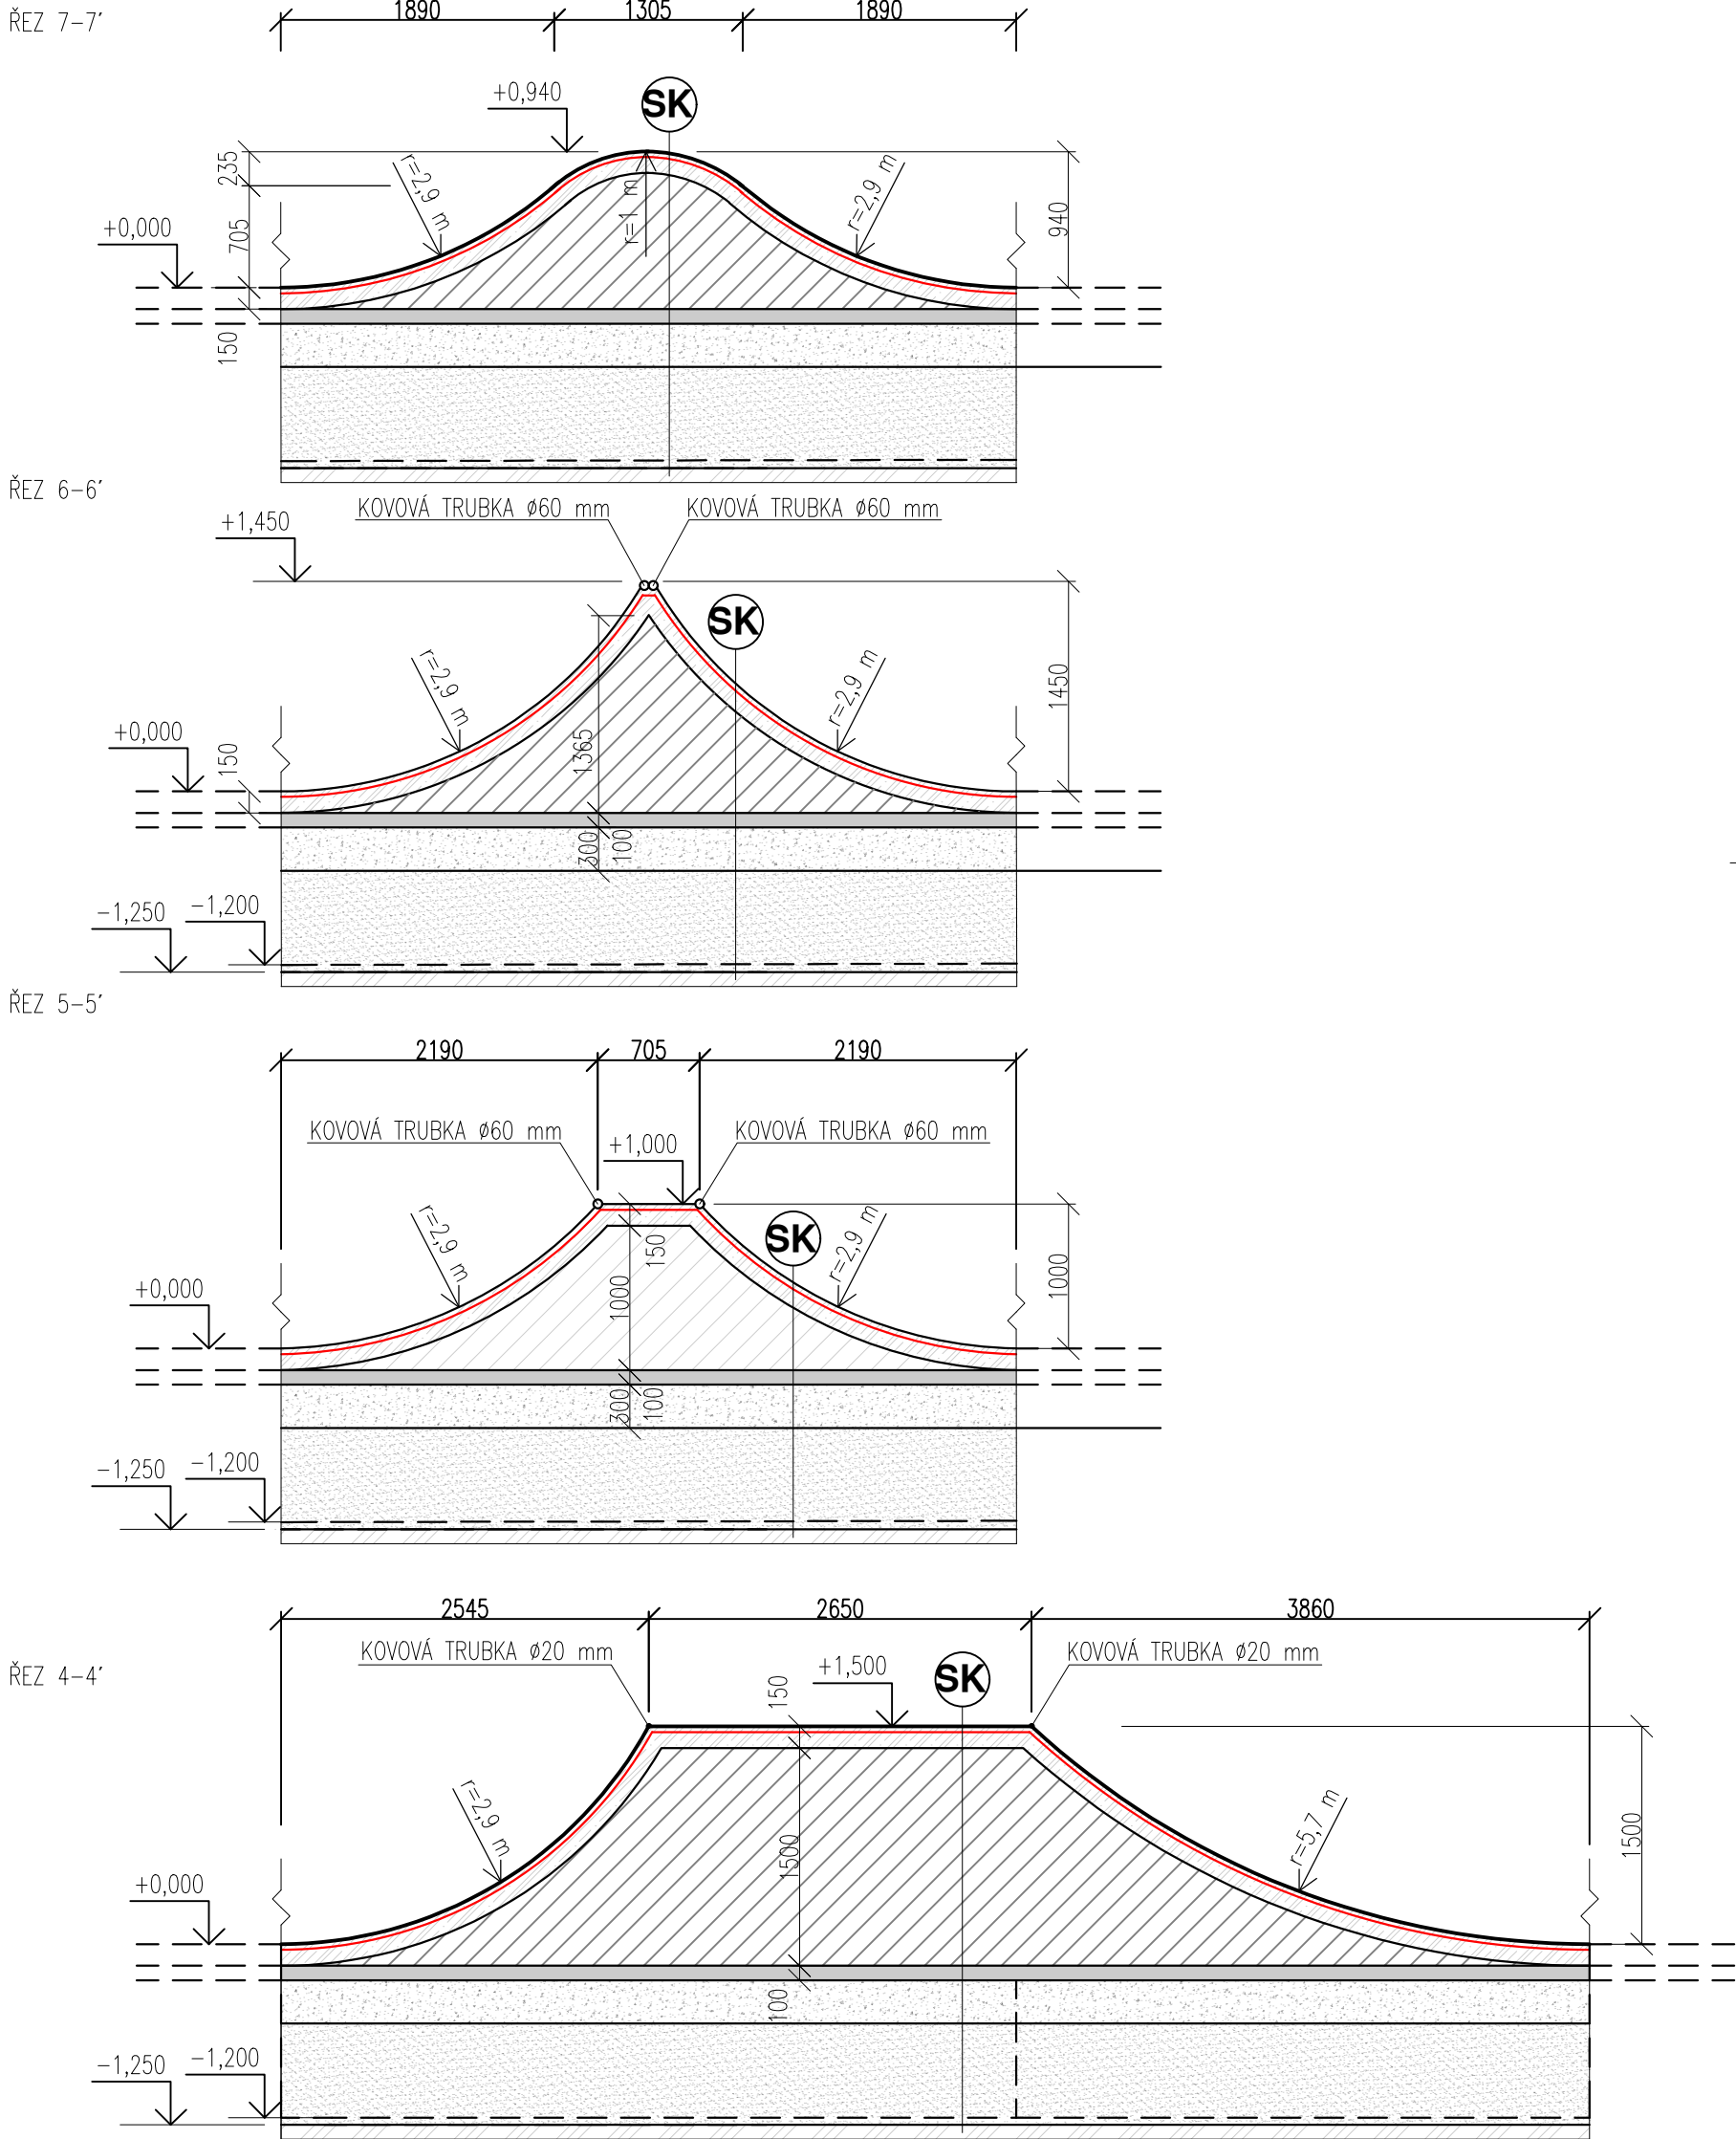 ŘEZ 7-7'
1890
1305
1890
+0,940
SK
235
r=2,9 m
r=1 m
r=2,9 m
940
705
+0,000
150
ŘEZ 6-6'
KOVOVÁ TRUBKA ø60 mm
KOVOVÁ TRUBKA ø60 mm
+1,450
SK
r=2,9 m
r=2,9 m
1450
+0,000
150
1365
300
100
-1,250
-1,200
ŘEZ 5-5'
2190
705
2190
KOVOVÁ TRUBKA ø60 mm
+1,000
KOVOVÁ TRUBKA ø60 mm
SK
r=2,9 m
150
r=2,9 m
1000
1000
+0,000
300
100
-1,250
-1,200
2545
2650
3860
ŘEZ 4-4'
KOVOVÁ TRUBKA ø20 mm
150
+1,500
SK
KOVOVÁ TRUBKA ø20 mm
r=2,9 m
1500
r=5,7 m
1500
+0,000
100
-1,250
-1,200